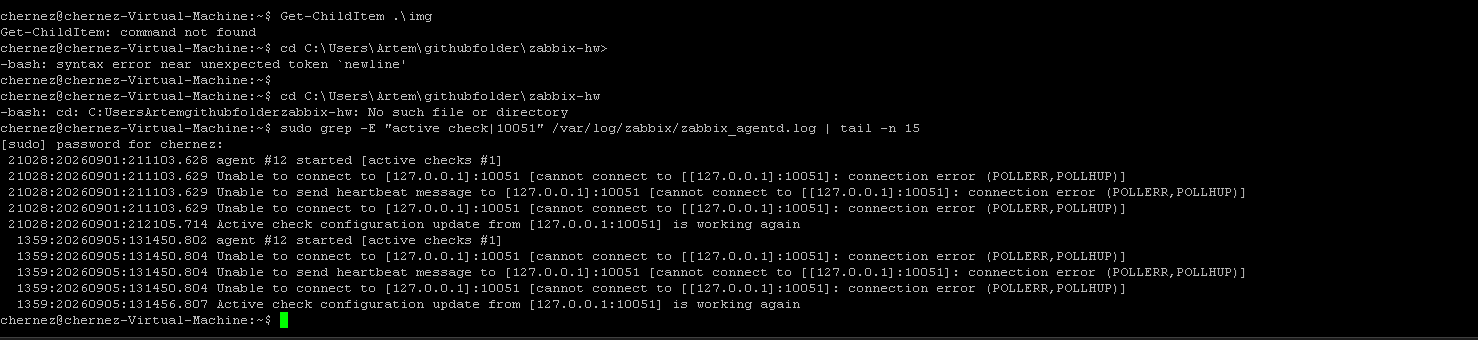 chernez@chernez-Virtual-Machine:~$ Get-ChildItem .\img
Get-ChildItem: command not found
chernez@chernez-Virtual-Machine:~$ cd C:\Users\Artem\githubfolder\zabbix-hw>
-bash: syntax error near unexpected token `newline'
chernez@chernez-Virtual-Machine:~$
chernez@chernez-Virtual-Machine:~$ cd C:\Users\Artem\githubfolder\zabbix-hw
-bash: cd: C:UsersArtemgithubfolderzabbix-hw: No such file or directory
chernez@chernez-Virtual-Machine:~$ sudo grep -E "active check|10051" /var/log/zabbix/zabbix_agentd.log | tail -n 15
[sudo] password for chernez:
 21028:20260901:211103.628 agent #12 started [active checks #1]
 21028:20260901:211103.629 Unable to connect to [127.0.0.1]:10051 [cannot connect to [[127.0.0.1]:10051]: connection error (POLLERR,POLLHUP)]
 21028:20260901:211103.629 Unable to send heartbeat message to [127.0.0.1]:10051 [cannot connect to [[127.0.0.1]:10051]: connection error (POLLERR,POLLHUP)]
 21028:20260901:211103.629 Unable to connect to [127.0.0.1]:10051 [cannot connect to [[127.0.0.1]:10051]: connection error (POLLERR,POLLHUP)]
 21028:20260901:212105.714 Active check configuration update from [127.0.0.1:10051] is working again
  1359:20260905:131450.802 agent #12 started [active checks #1]
  1359:20260905:131450.804 Unable to connect to [127.0.0.1]:10051 [cannot connect to [[127.0.0.1]:10051]: connection error (POLLERR,POLLHUP)]
  1359:20260905:131450.804 Unable to send heartbeat message to [127.0.0.1]:10051 [cannot connect to [[127.0.0.1]:10051]: connection error (POLLERR,POLLHUP)]
  1359:20260905:131450.804 Unable to connect to [127.0.0.1]:10051 [cannot connect to [[127.0.0.1]:10051]: connection error (POLLERR,POLLHUP)]
  1359:20260905:131456.807 Active check configuration update from [127.0.0.1:10051] is working again
chernez@chernez-Virtual-Machine:~$